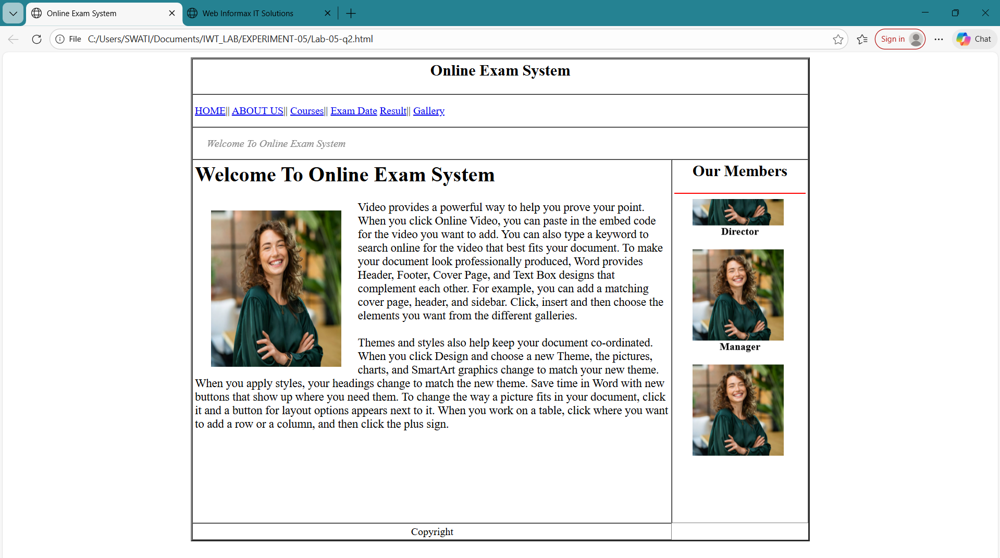 Online Exam System
Web Informax IT Solutions
File C:/Users/SWATI/Documents/IWT_LAB/EXPERIMENT-05/Lab-05-q2.html
Sign in
Chat
Online Exam System
HOME|| ABOUT US|| Courses|| Exam Date Result|| Gallery
Welcome To Online Exam System
Welcome To Online Exam System
Video provides a powerful way to help you prove your point.
When you click Online Video, you can paste in the embed code
for the video you want to add. You can also type a keyword to
search online for the video that best fits your document. To make
your document look professionally produced, Word provides
Header, Footer, Cover Page, and Text Box designs that
complement each other. For example, you can add a matching
cover page, header, and sidebar. Click, insert and then choose the
elements you want from the different galleries.
Themes and styles also help keep your document co-ordinated.
When you click Design and choose a new Theme, the pictures,
charts, and SmartArt graphics change to match your new theme.
When you apply styles, your headings change to match the new theme. Save time in Word with new
buttons that show up where you need them. To change the way a picture fits in your document, click
it and a button for layout options appears next to it. When you work on a table, click where you want
to add a row or a column, and then click the plus sign.
Our Members
Director
Manager
Copyright